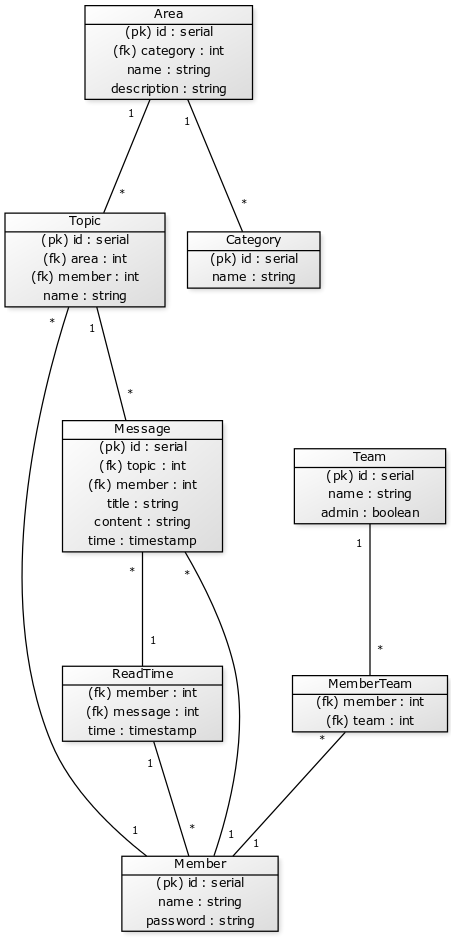 Area
(pk) id : serial
(fk) category : int
name : string
description : string
1
1
*
*
Topic
(pk) id : serial
(fk) area : int
(fk) member : int
name : string
Category
(pk) id : serial
name : string
*
1
*
Message
(pk) id : serial
(fk) topic : int
(fk) member : int
title : string
content : string
time : timestamp
Team
(pk) id : serial
name : string
admin : boolean
*
*
1
1
*
ReadTime
(fk) member : int
(fk) message : int
time : timestamp
MemberTeam
(fk) member : int
(fk) team : int
1
*
1
*
1
1
Member
(pk) id : serial
name : string
password : string